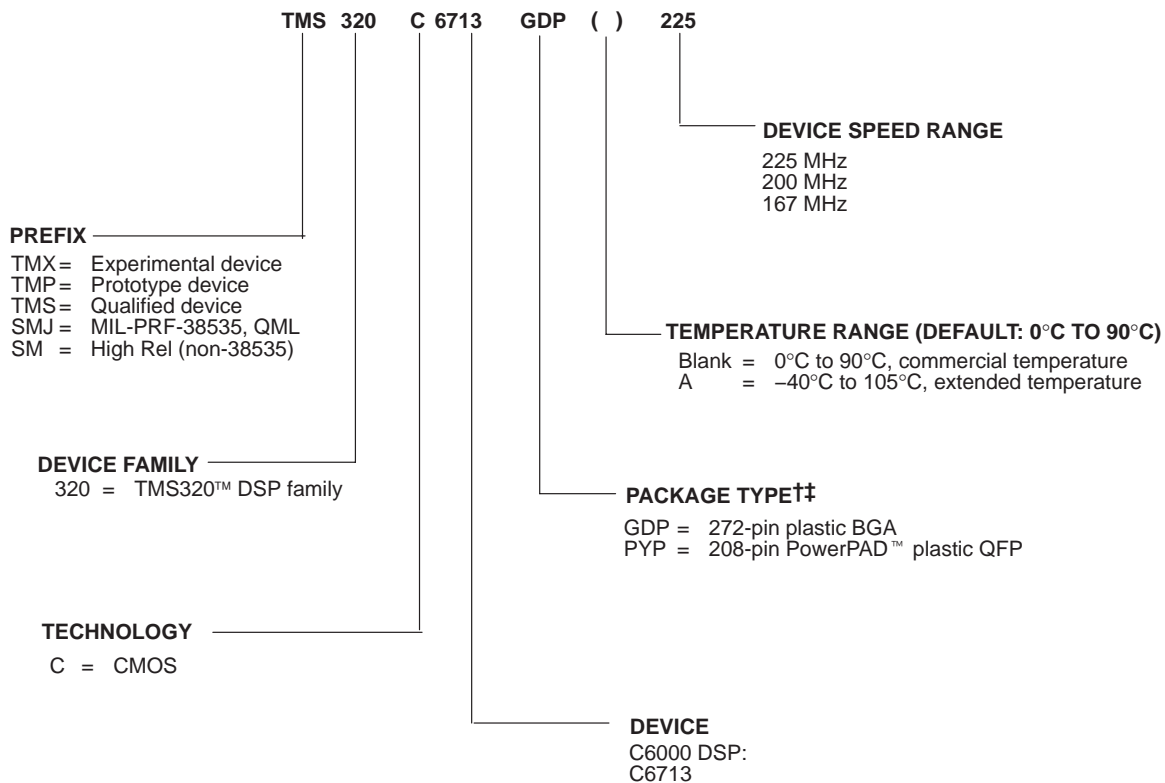 TMS 320 C 6713 GDP ( ) 225
DEVICE SPEED RANGE
225 MHz
200 MHz
167 MHz
PREFIX
TMX = Experimental device
TMP = Prototype device
TMS = Qualified device
SMJ = MIL-PRF-38535, QML
SM = High Rel (non-38535)
TEMPERATURE RANGE (DEFAULT: 0°C TO 90°C)
Blank = 0°C to 90°C, commercial temperature
A = –40°C to 105°C, extended temperature
DEVICE FAMILY
320 = TMS320™ DSP family
PACKAGE TYPE†‡
GDP = 272-pin plastic BGA
PYP = 208-pin PowerPAD™ plastic QFP
TECHNOLOGY
C = CMOS
DEVICE
C6000 DSP:
C6713